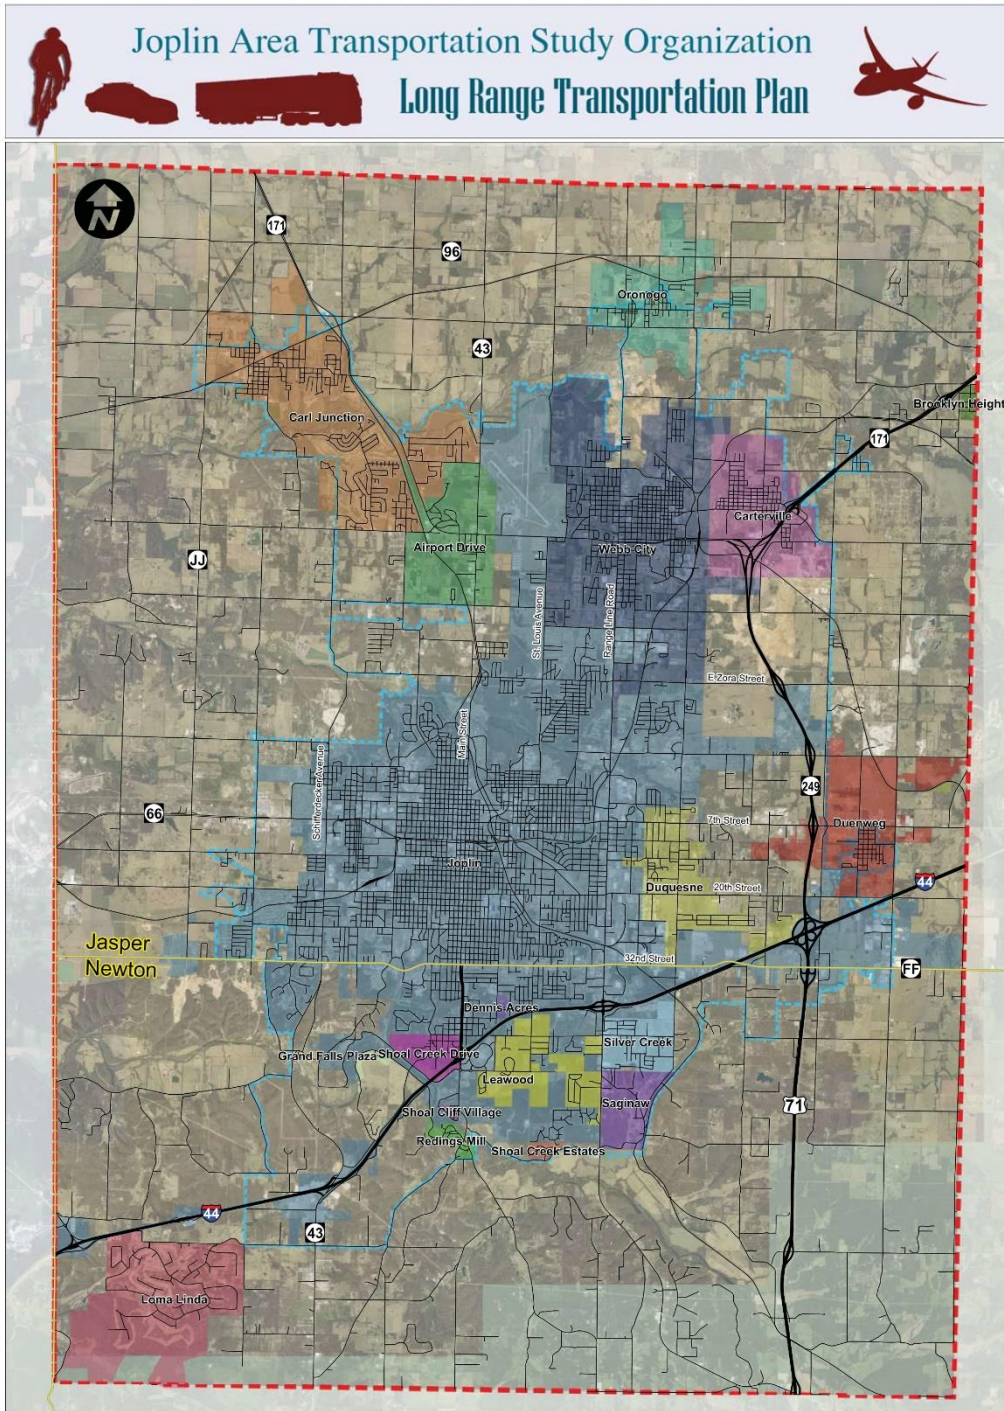 Joplin Area Transportation Study Organization
Long Range Transportation Plan
N
171
96
Oronogo
43
Brooklyn Height
Carl Junction
171
Carterville
Airport Drive
Webb City
JJ
St. Louis Avenue
Range Line Road
E Zora Street
Main Street
Schifferdecker Avenue
249
66
7th Street
Duenweg
Joplin
Duquesne
20th Street
44
Jasper
Newton
32nd Street
FF
Dennis Acres
Silver Creek
Grand Falls Plaza
Shoal Creek Drive
Leawood
Saginaw
71
Shoal Cliff Village
Redings Mill
Shoal Creek Estates
44
43
Loma Linda